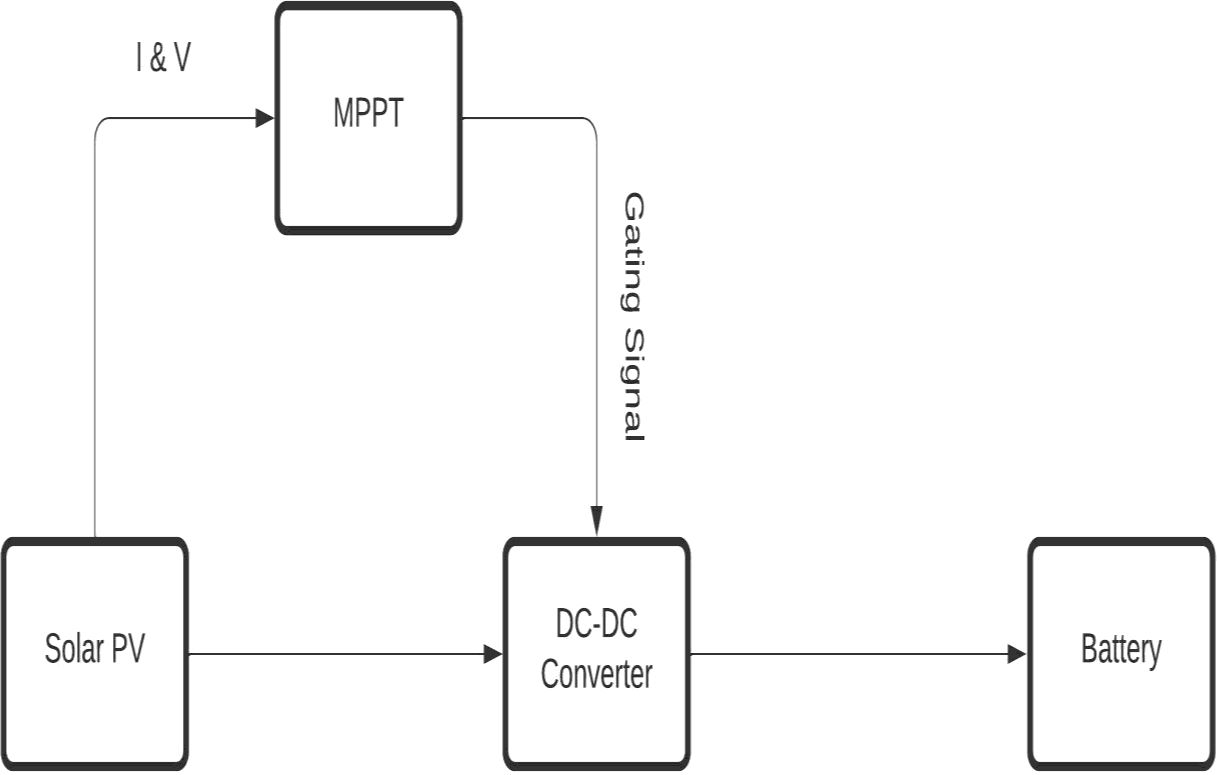 I & V
MPPT
Gating Signal
Solar PV
DC-DC
Converter
Battery